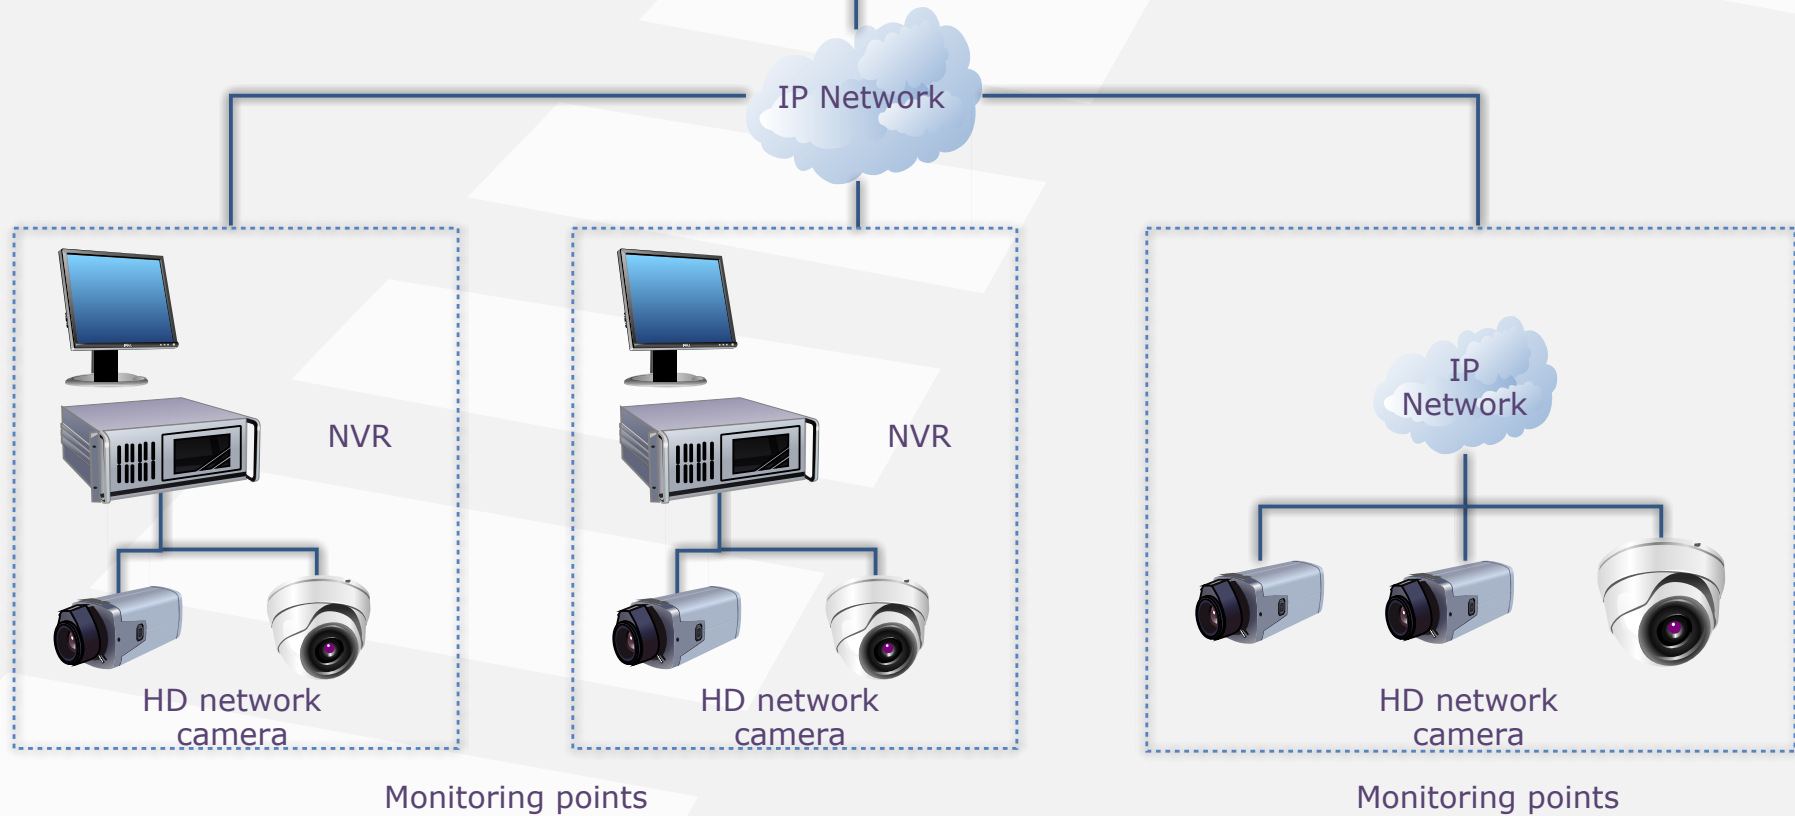 IP Network
NVR
NVR
IP
Network
HD network
camera
HD network
camera
HD network
camera
Monitoring points
Monitoring points